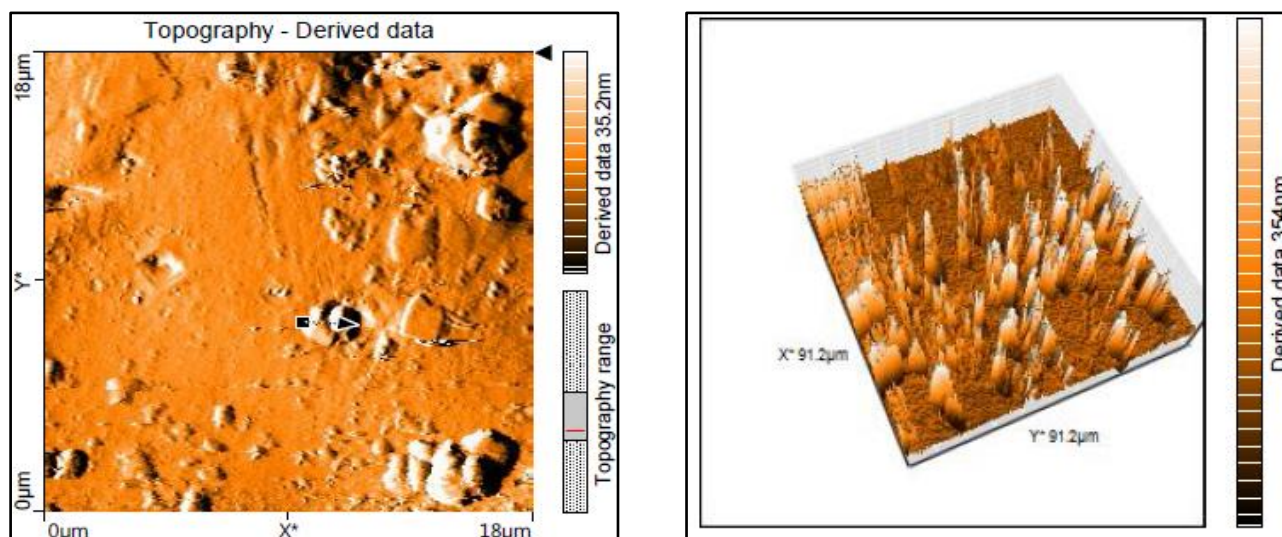 Topography - Derived data
18µm
Y*
0µm
0µm
X*
18µm
Derived data 35.2nm
Topography range
X* 91.2µm
Y* 91.2µm
Derived data 354nm